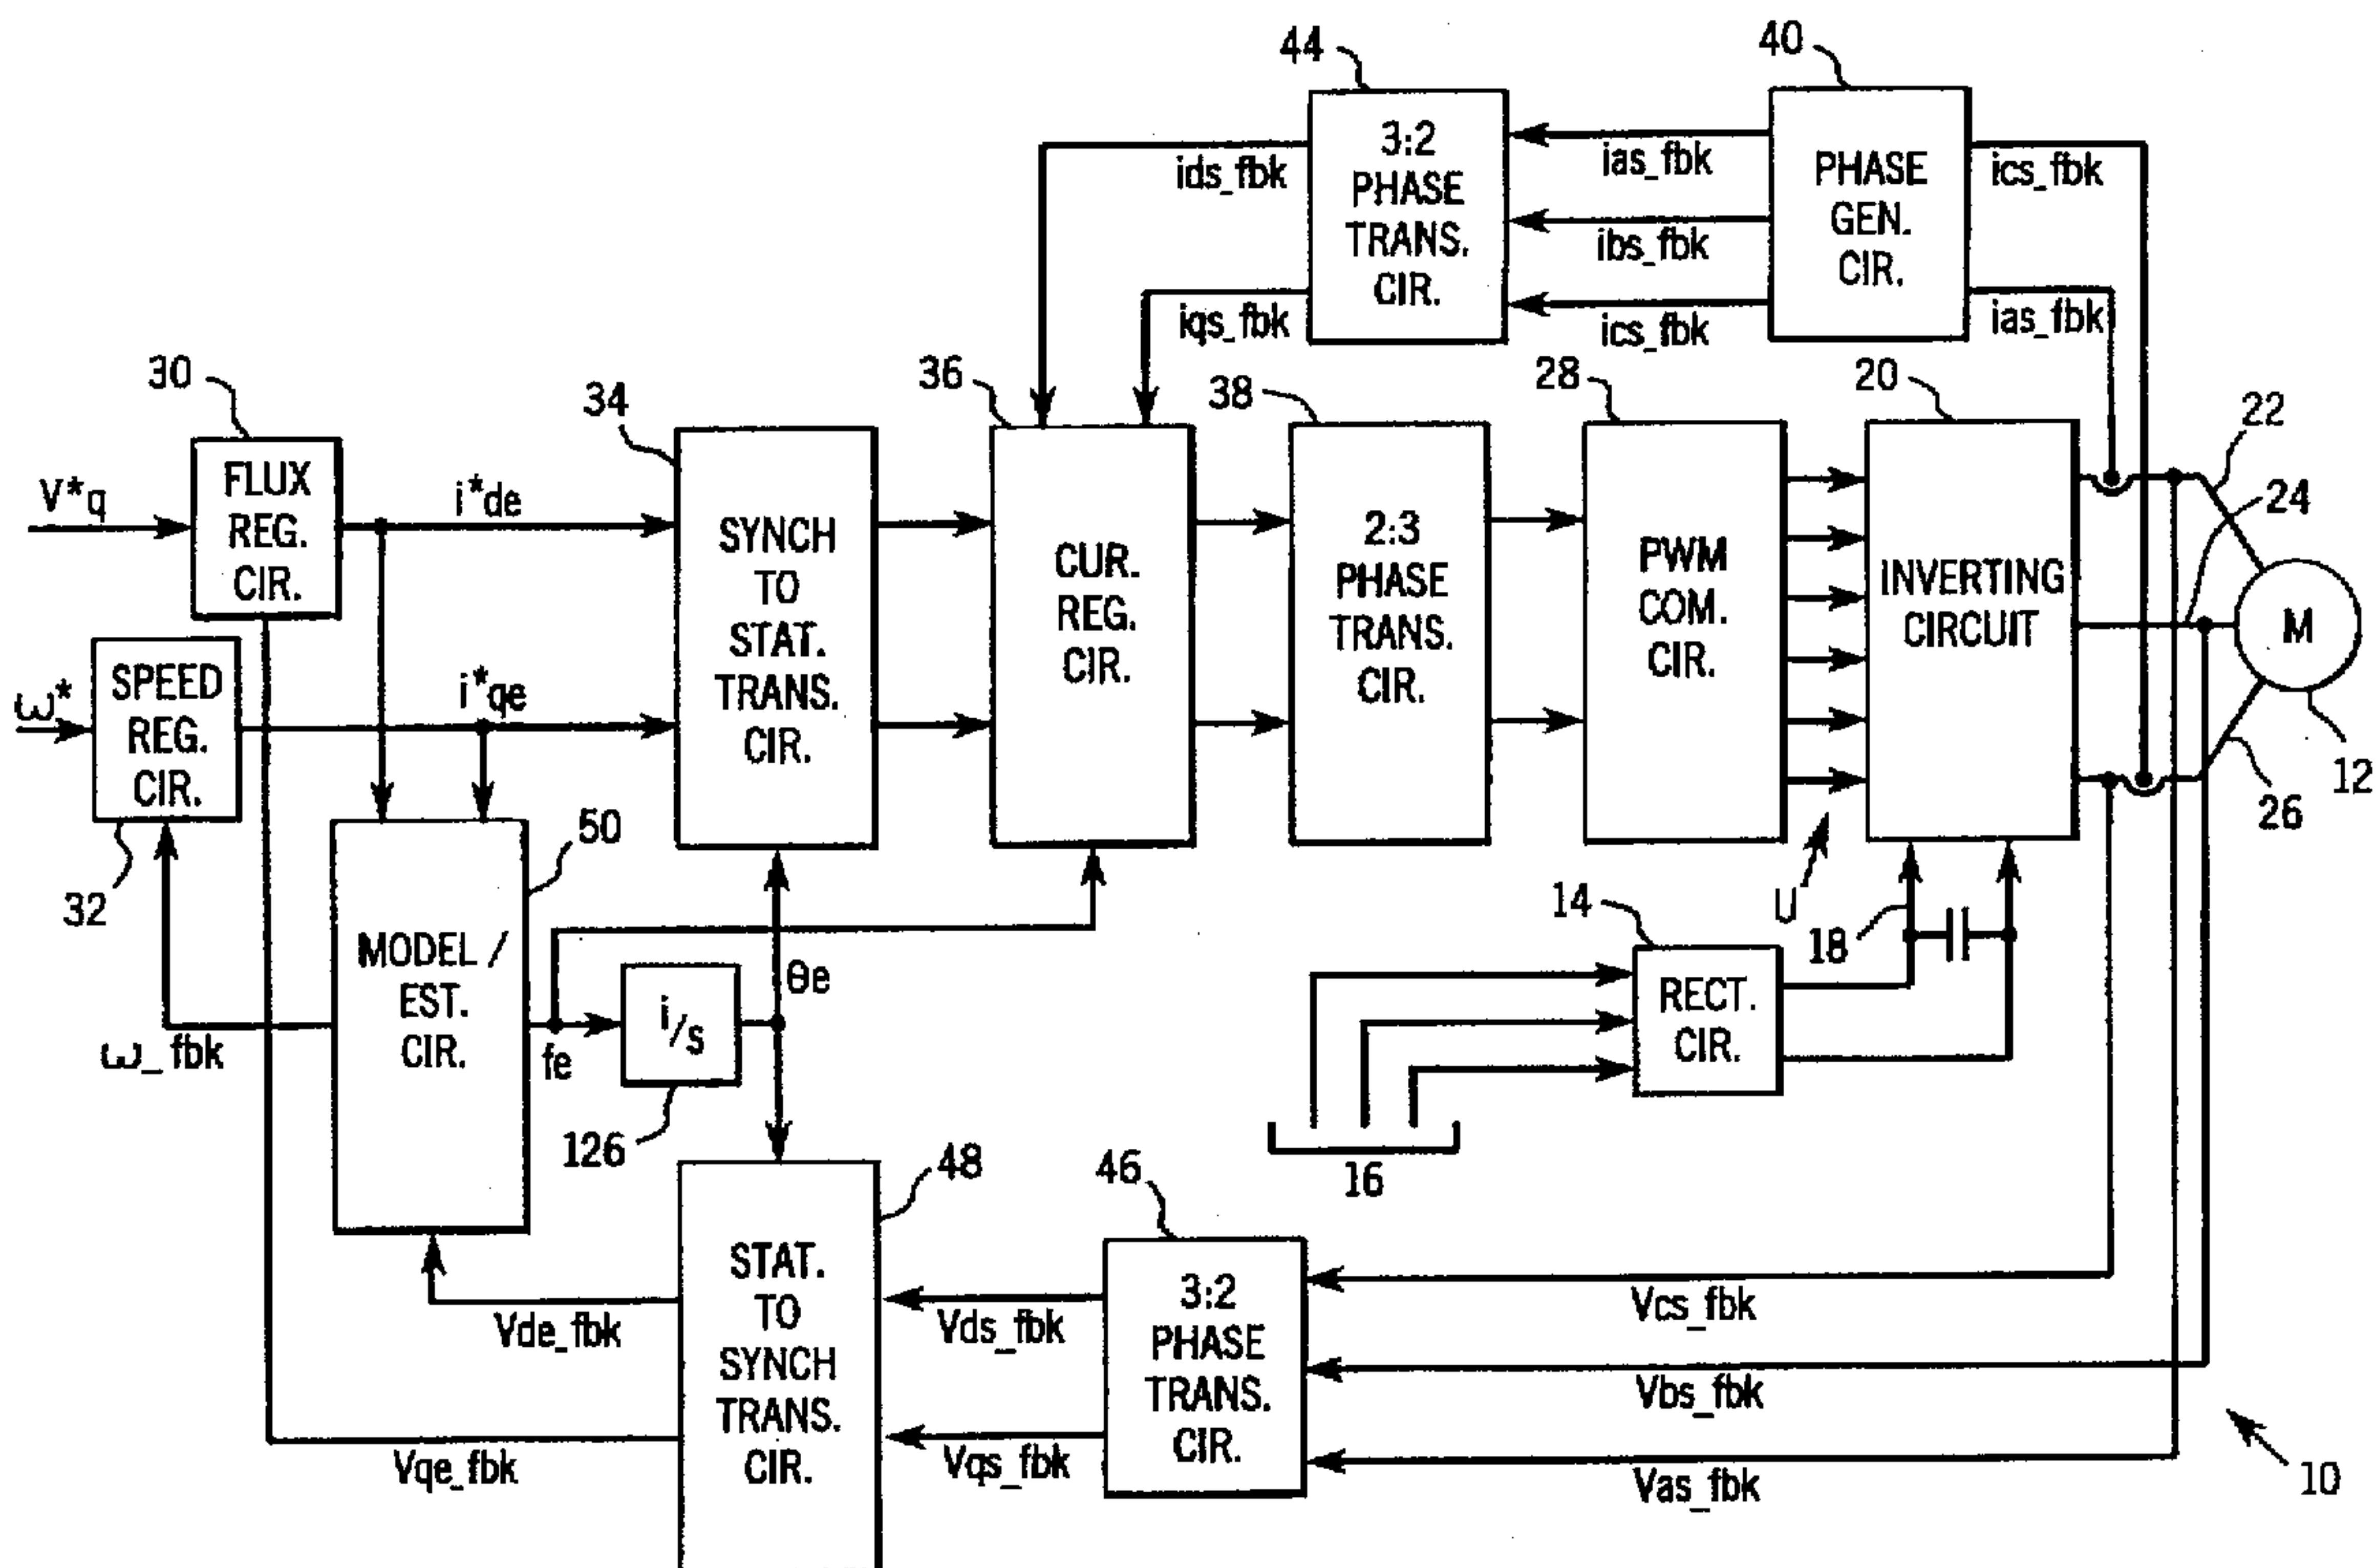 44
40
3:2
PHASE
TRANS.
CIR.
PHASE
GEN.
CIR.
ids_fbk
iqs_fbk
ias_fbk
ibs_fbk
ics_fbk
ics_fbk
ias_fbk
30
34
36
38
28
20
22
24
V*q
FLUX
REG.
CIR.
i*de
ω*
SPEED
REG.
CIR.
i*qe
32
SYNCH
TO
STAT.
TRANS.
CIR.
CUR.
REG.
CIR.
2:3
PHASE
TRANS.
CIR.
PWM
COM.
CIR.
INVERTING
CIRCUIT
M
12
26
U
50
MODEL /
EST.
CIR.
ω_fbk
fe
i/s
126
θe
14
18
RECT.
CIR.
16
48
46
STAT.
TO
SYNCH
TRANS.
CIR.
3:2
PHASE
TRANS.
CIR.
Vde_fbk
Vqe_fbk
Vds_fbk
Vqs_fbk
Vcs_fbk
Vbs_fbk
Vas_fbk
10